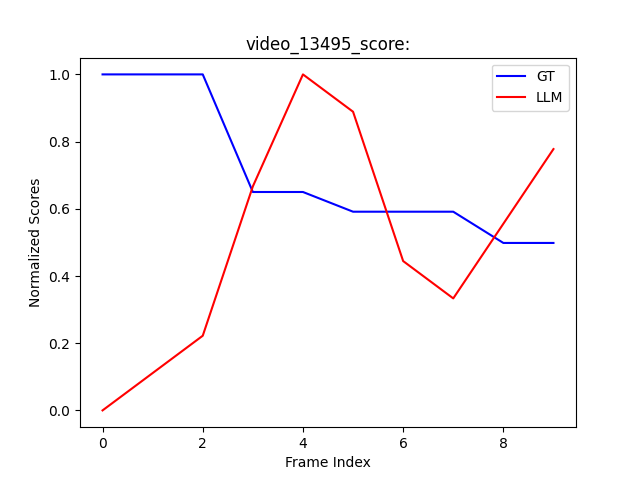 video_13495_score:
GT
LLM
Normalized Scores
1.0
0.8
0.6
0.4
0.2
0.0
0 2 4 6 8
Frame Index